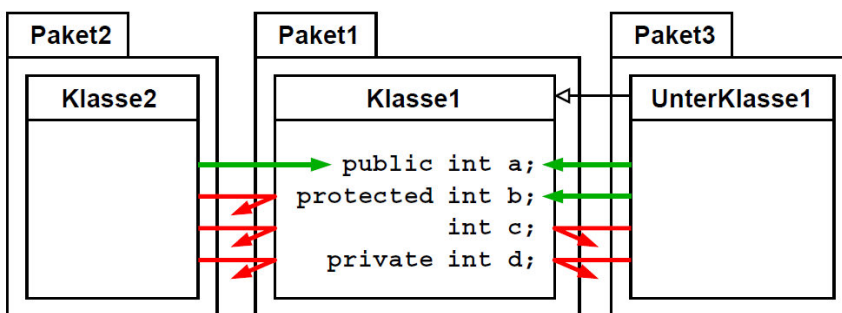 Paket2
Paket1
Paket3
Klasse2
Klasse1
UnterKlasse1
public int a;
protected int b;
int c;
private int d;